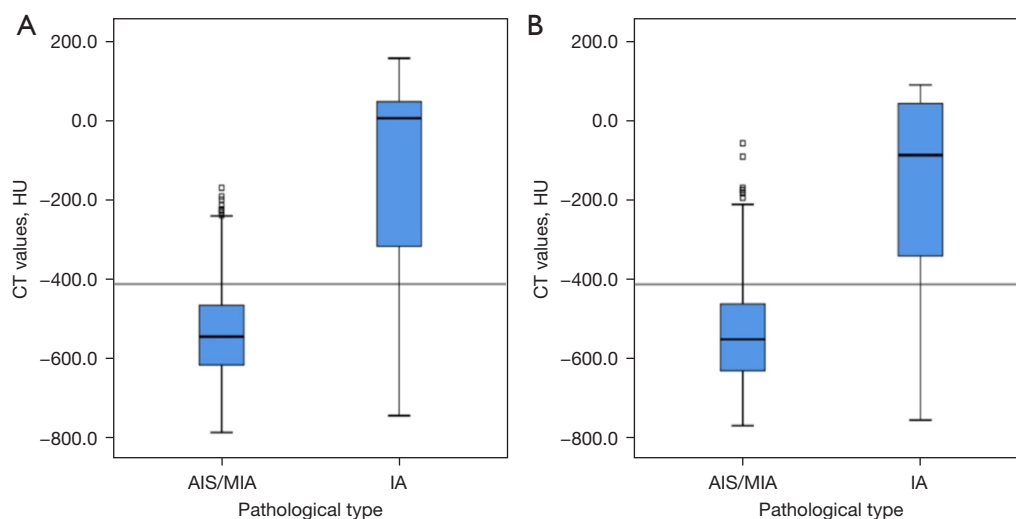 A
CT values, HU
200.0
0.0
−200.0
−400.0
−600.0
−800.0
AIS/MIA
IA
Pathological type
B
CT values, HU
200.0
0.0
−200.0
−400.0
−600.0
−800.0
AIS/MIA
IA
Pathological type